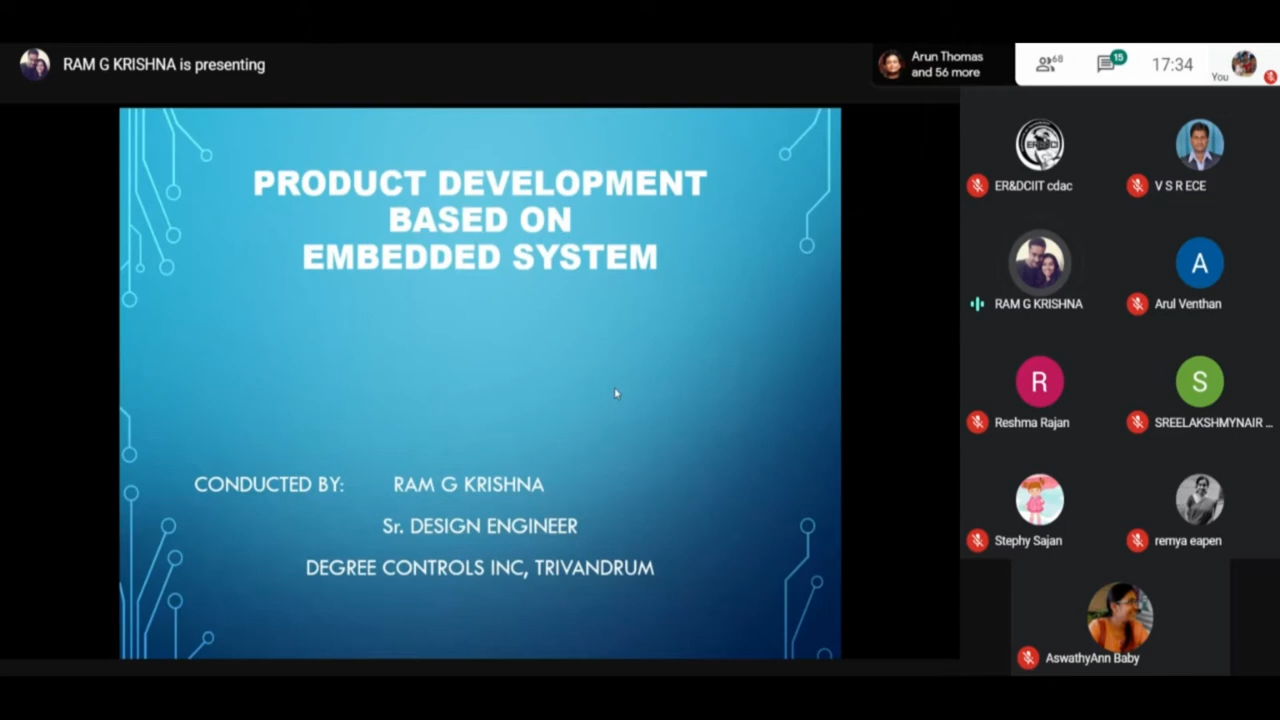 RAM G KRISHNA is presenting
Arun Thomas
and 56 more
68
15
17:34
You
PRODUCT DEVELOPMENT
BASED ON
EMBEDDED SYSTEM
CONDUCTED BY: RAM G KRISHNA
Sr. DESIGN ENGINEER
DEGREE CONTROLS INC, TRIVANDRUM
ER&DCIIT cdac
V S R ECE
RAM G KRISHNA
A
Arul Venthan
R
Reshma Rajan
S
SREELAKSHMYNAIR ...
Stephy Sajan
remya eapen
AswathyAnn Baby